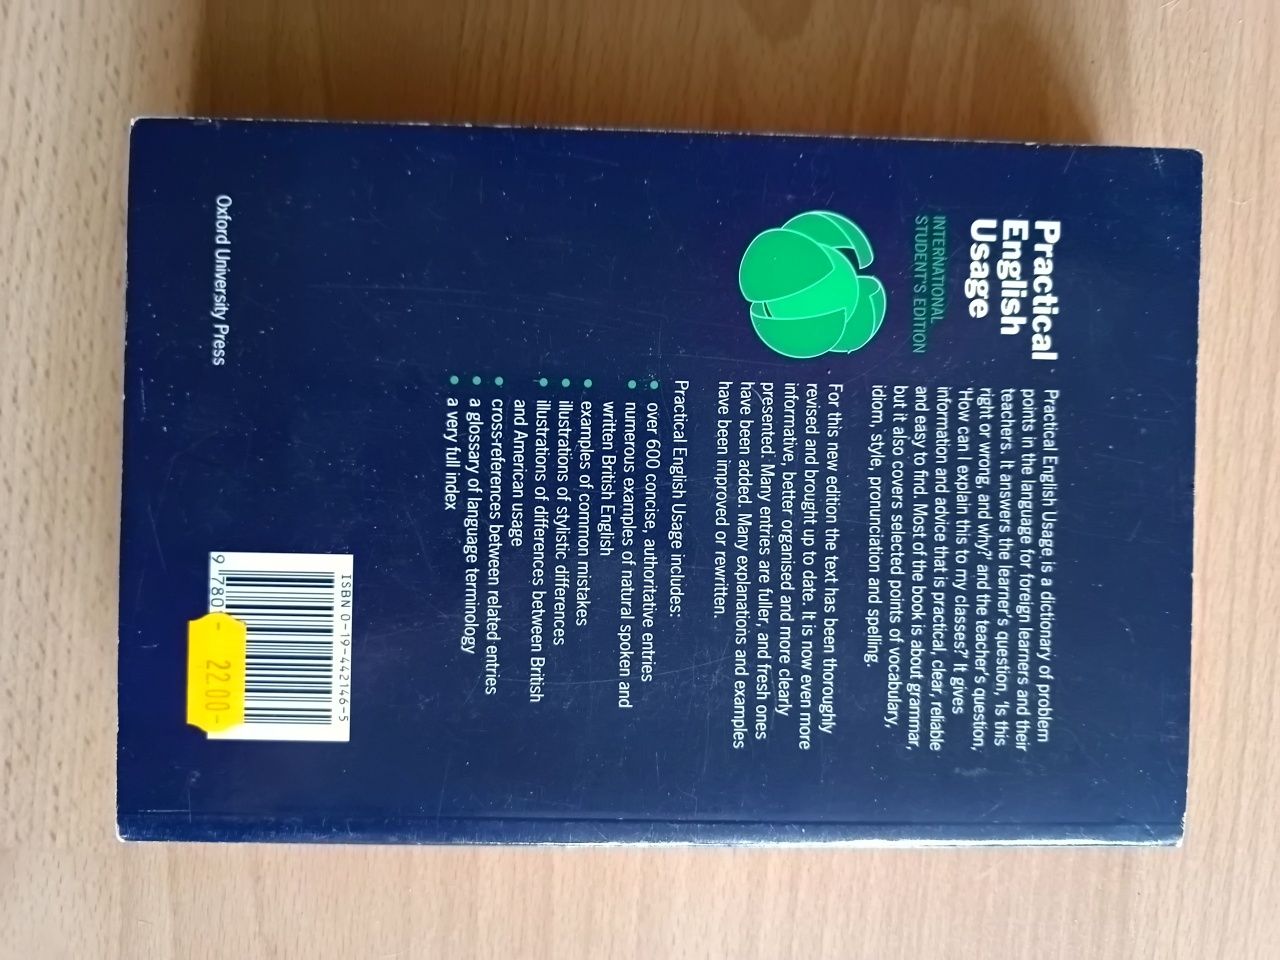 Practical
English
Usage
INTERNATIONAL
STUDENT'S EDITION
Practical English Usage is a dictionary of problem
points in the language for foreign learners and their
teachers. It answers the learner's question, 'Is this
right or wrong, and why?' and the teacher's question,
'How can I explain this to my classes?' It gives
information and advice that is practical, clear, reliable
and easy to find. Most of the book is about grammar,
but it also covers selected points of vocabulary,
idiom, style, pronunciation and spelling.
For this new edition the text has been thoroughly
revised and brought up to date. It is now even more
informative, better organised and more clearly
presented. Many entries are fuller, and fresh ones
have been added. Many explanations and examples
have been improved or rewritten.
Practical English Usage includes:
• over 600 concise, authoritative entries
• numerous examples of natural spoken and
written British English
• examples of common mistakes
• illustrations of stylistic differences
• illustrations of differences between British
and American usage
• cross-references between related entries
• a glossary of language terminology
• a very full index
Oxford University Press
ISBN 0-19-442146-5
9 780
- 22.00 -